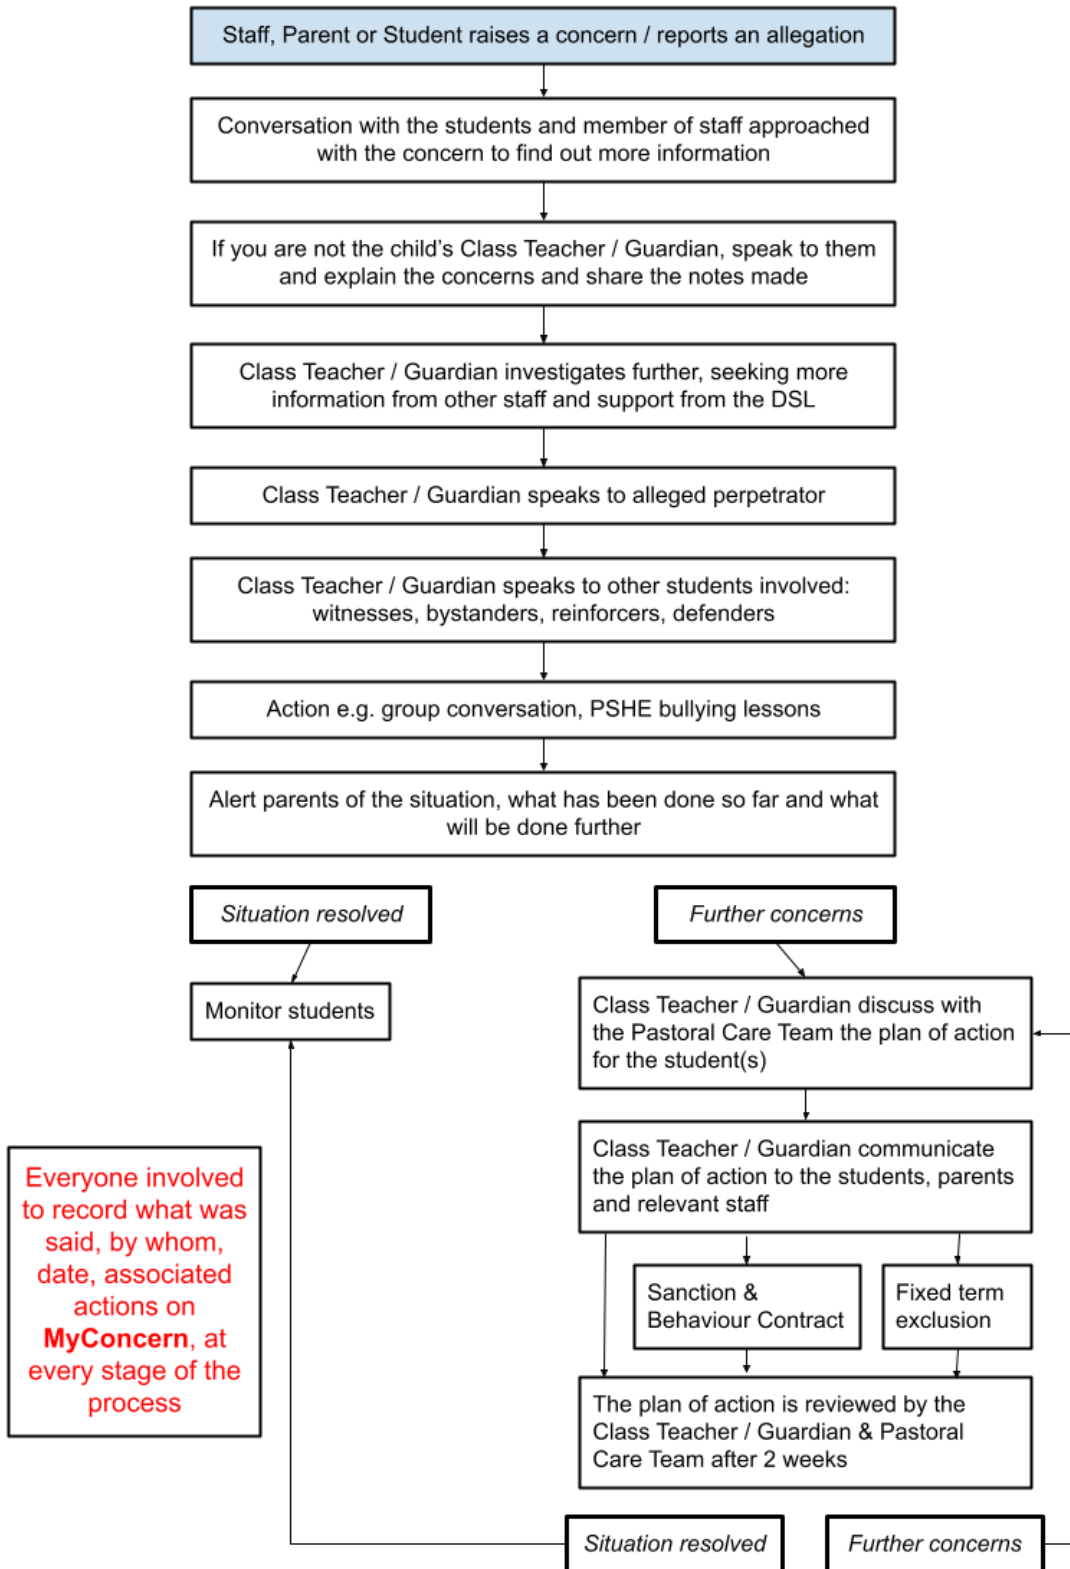 Staff, Parent or Student raises a concern / reports an allegation
Conversation with the students and member of staff approached
with the concern to find out more information
If you are not the child's Class Teacher / Guardian, speak to them
and explain the concerns and share the notes made
Class Teacher / Guardian investigates further, seeking more
information from other staff and support from the DSL
Class Teacher / Guardian speaks to alleged perpetrator
Class Teacher / Guardian speaks to other students involved:
witnesses, bystanders, reinforcers, defenders
Action e.g. group conversation, PSHE bullying lessons
Alert parents of the situation, what has been done so far and what
will be done further
Situation resolved
Further concerns
Monitor students
Class Teacher / Guardian discuss with
the Pastoral Care Team the plan of action
for the student(s)
Class Teacher / Guardian communicate
the plan of action to the students, parents
and relevant staff
Everyone involved
to record what was
said, by whom,
date, associated
actions on
MyConcern, at
every stage of the
process
Sanction &
Behaviour Contract
Fixed term
exclusion
The plan of action is reviewed by the
Class Teacher / Guardian & Pastoral
Care Team after 2 weeks
Situation resolved
Further concerns